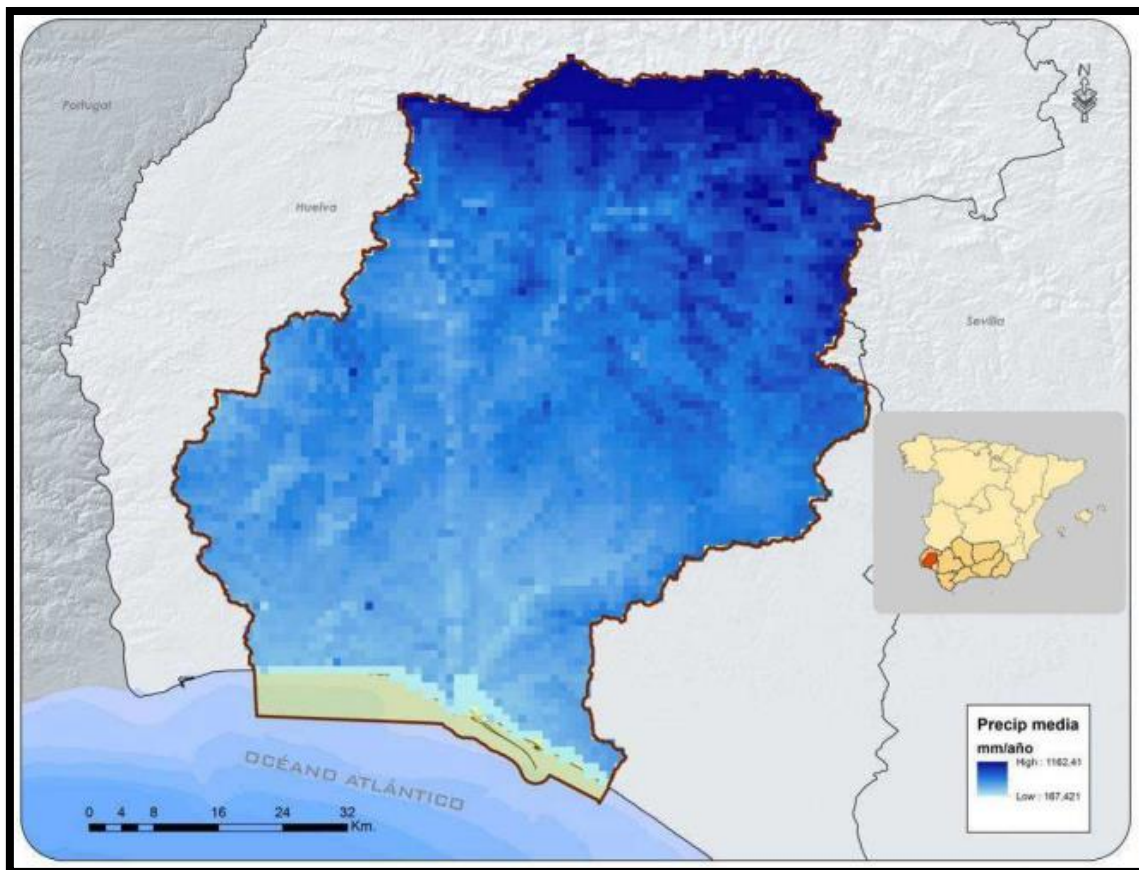 Portugal
N
Huelva
Sevilla
OCÉANO ATLÁNTICO
Precip media
mm/año
High : 1162,41
Low : 167,421
0 4 8 16 24 32
Km.